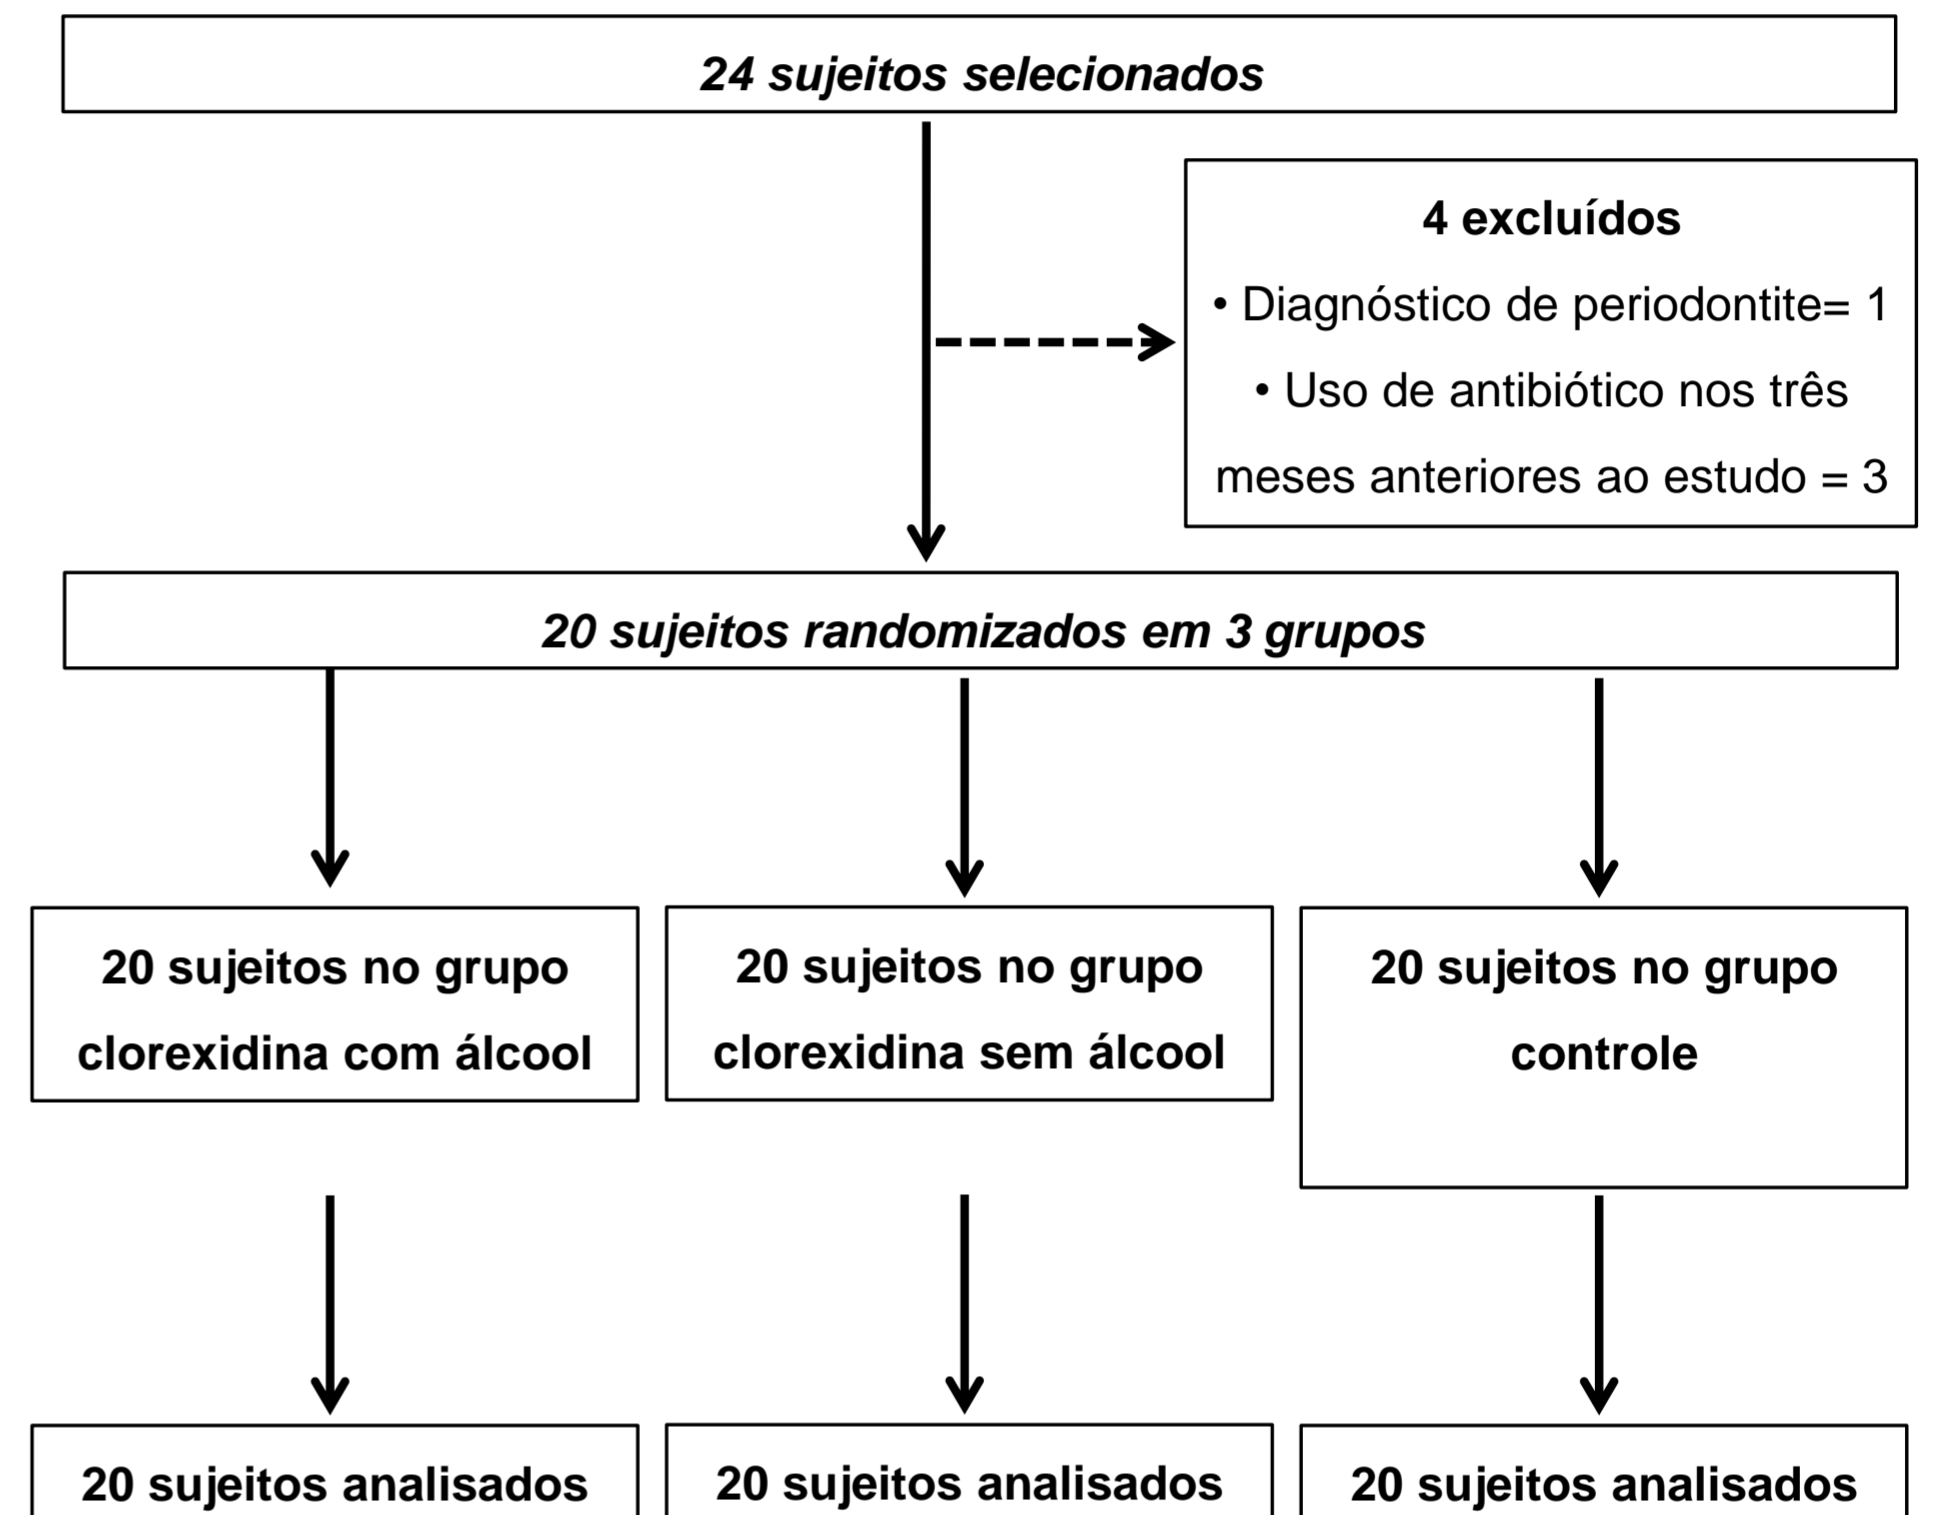 24 sujeitos selecionados
4 excluídos
• Diagnóstico de periodontite= 1
• Uso de antibiótico nos três
meses anteriores ao estudo = 3
20 sujeitos randomizados em 3 grupos
20 sujeitos no grupo
clorexidina com álcool
20 sujeitos no grupo
clorexidina sem álcool
20 sujeitos no grupo
controle
20 sujeitos analisados
20 sujeitos analisados
20 sujeitos analisados